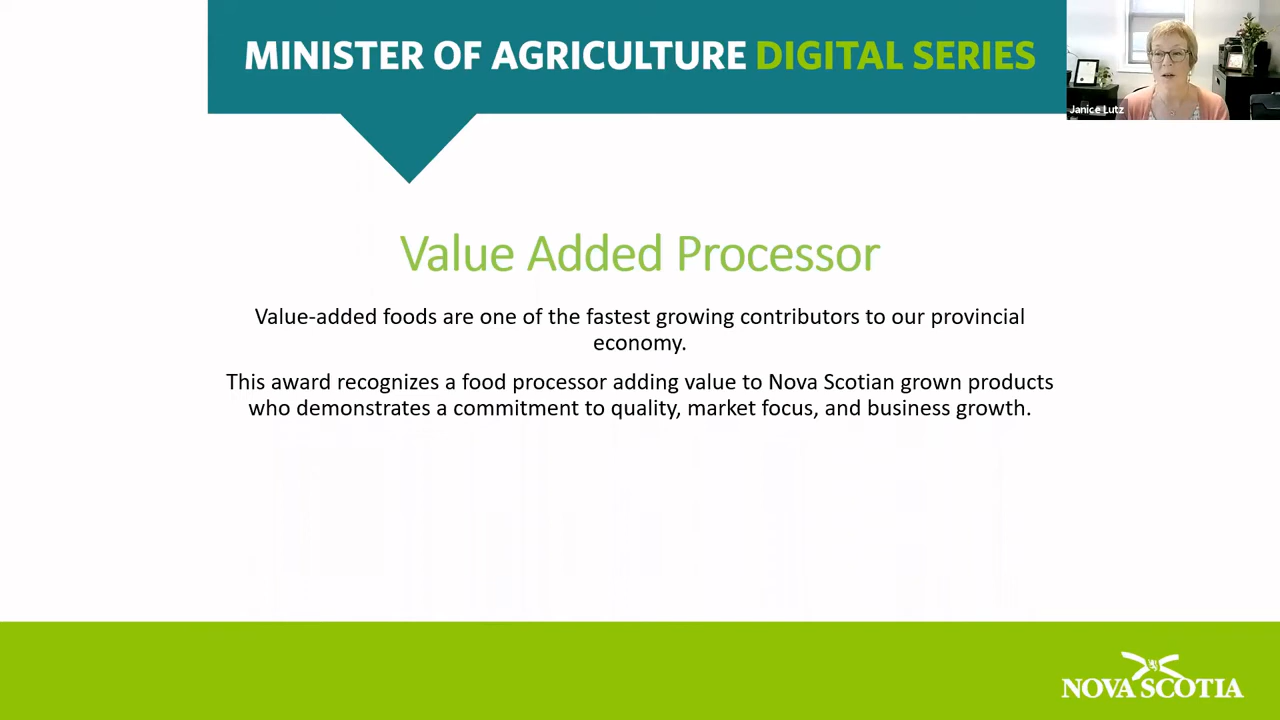 MINISTER OF AGRICULTURE DIGITAL SERIES
Janice Lutz
Value Added Processor
Value-added foods are one of the fastest growing contributors to our provincial
economy.
This award recognizes a food processor adding value to Nova Scotian grown products
who demonstrates a commitment to quality, market focus, and business growth.
NOVA SCOTIA